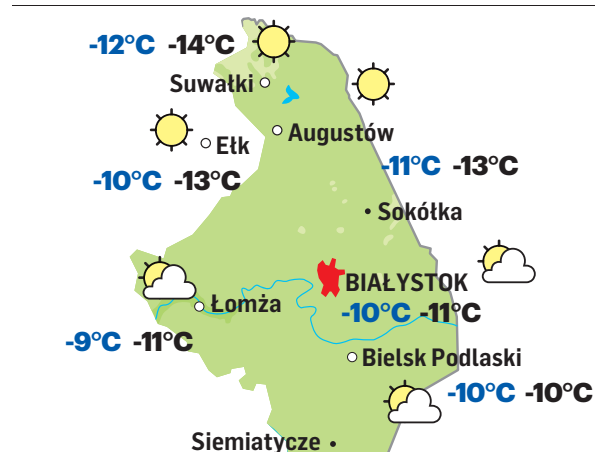 -12°C -14°C
Suwałki
Augustów
Ełk
-10°C -13°C
-11°C -13°C
Sokółka
BIAŁYSTOK
-10°C -11°C
Łomża
-9°C -11°C
Bielsk Podlaski
-10°C -10°C
Siemiatycze